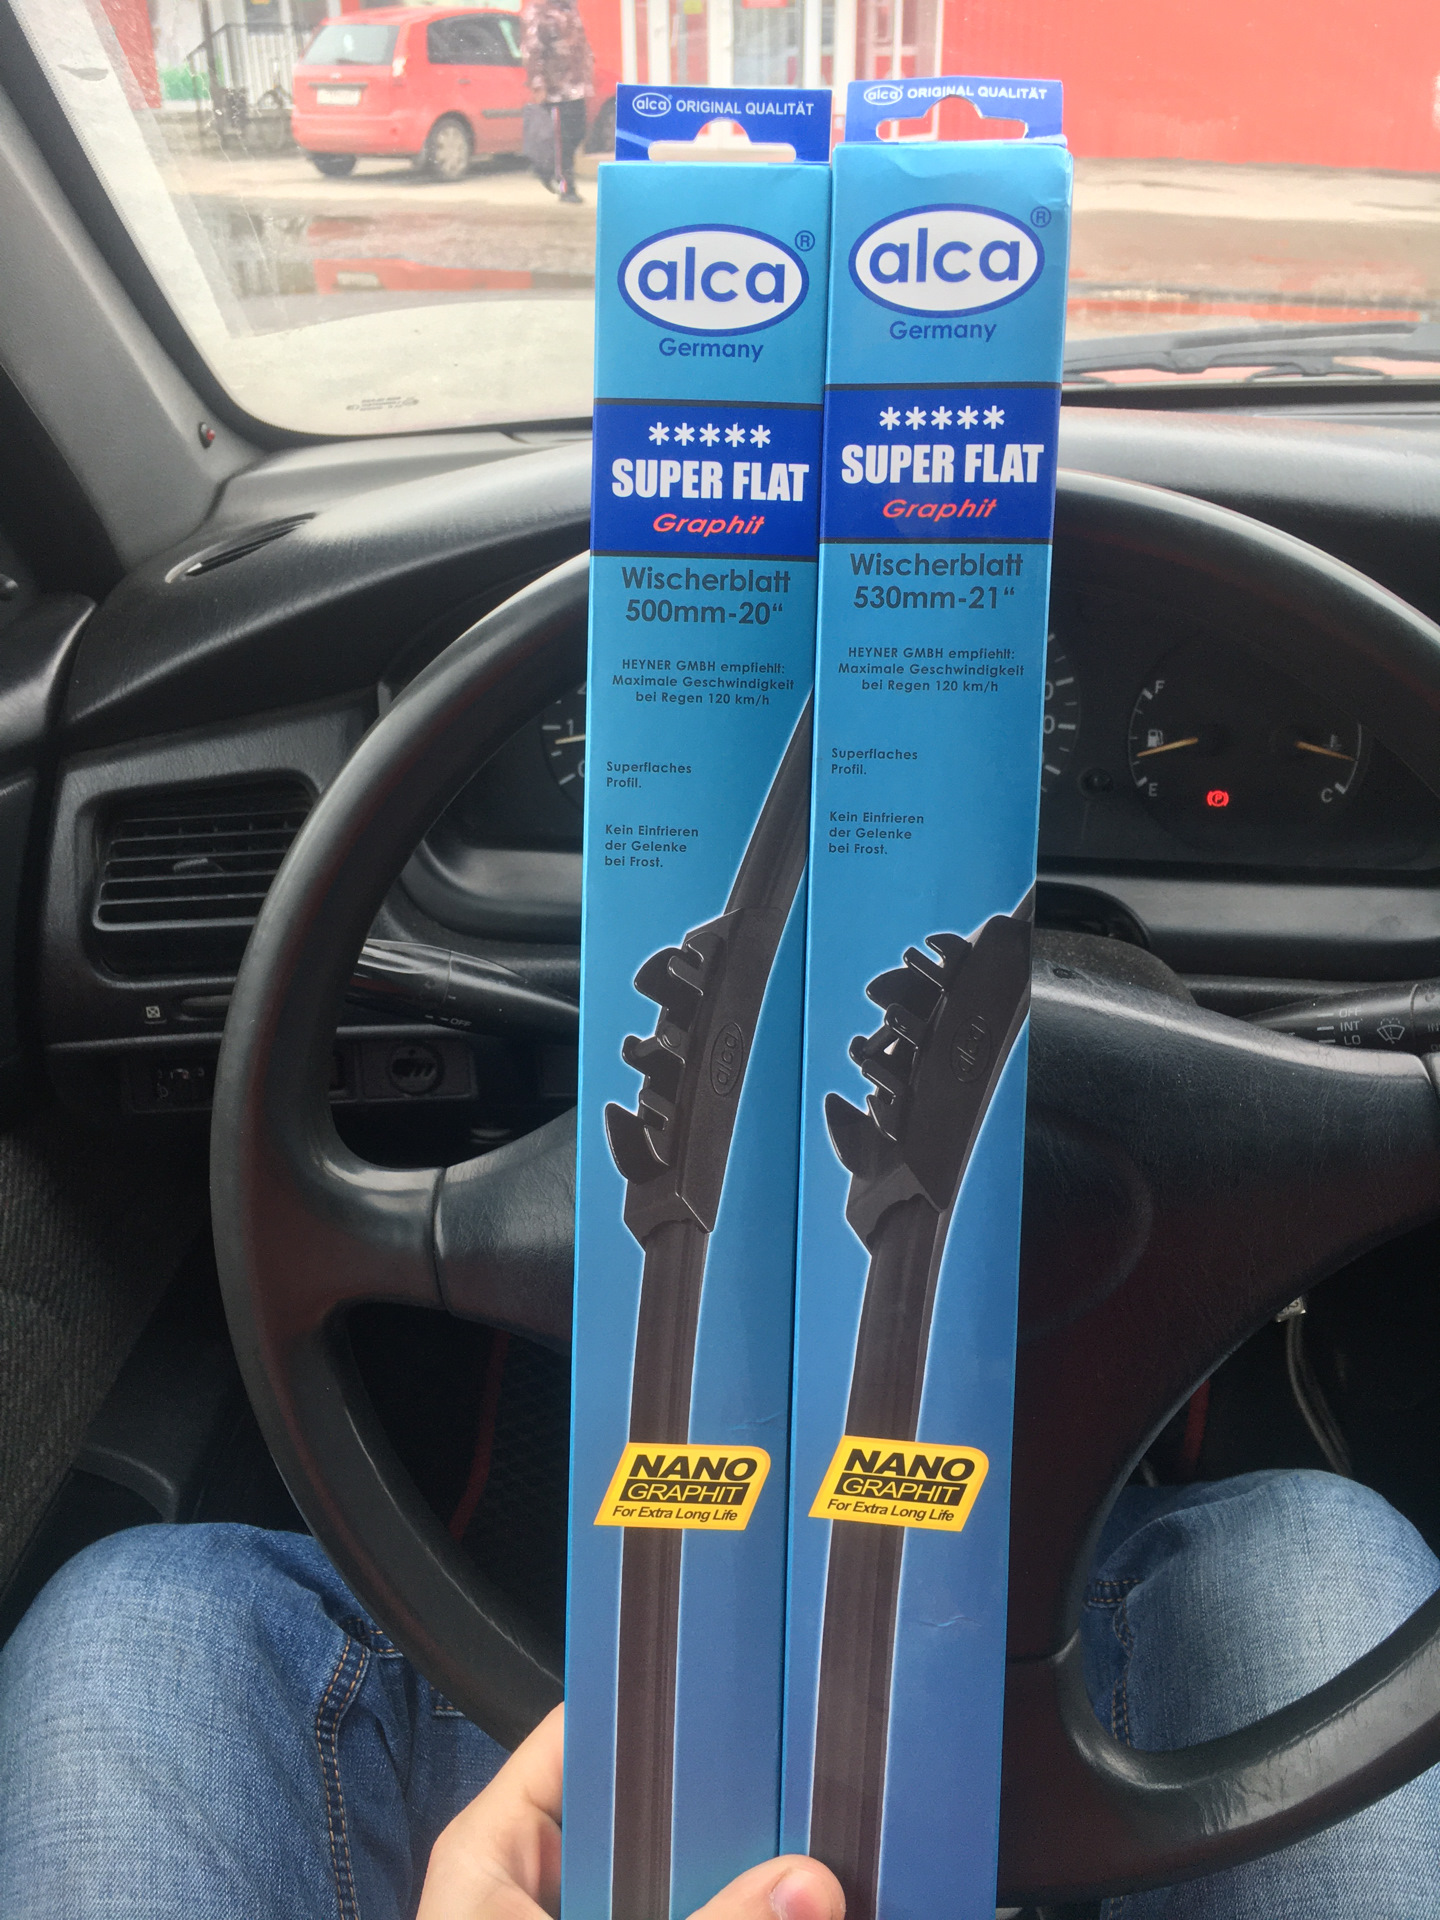 alca ORIGINAL QUALITÄT
alca®
Germany
*****
SUPER FLAT
Graphit
Wischerblatt
500mm-20“
HEYNER GMBH empfiehlt:
Maximale Geschwindigkeit
bei Regen 120 km/h
Superflaches
Profil.
Kein Einfrieren
der Gelenke
bei Frost.
alca
NANO
GRAPHIT
For Extra Long Life
alca ORIGINAL QUALITÄT
alca®
Germany
*****
SUPER FLAT
Graphit
Wischerblatt
530mm-21“
HEYNER GMBH empfiehlt:
Maximale Geschwindigkeit
bei Regen 120 km/h
Superflaches
Profil.
Kein Einfrieren
der Gelenke
bei Frost.
alca
NANO
GRAPHIT
For Extra Long Life
F
E
C
P
1
OFF
OFF
INT
LO